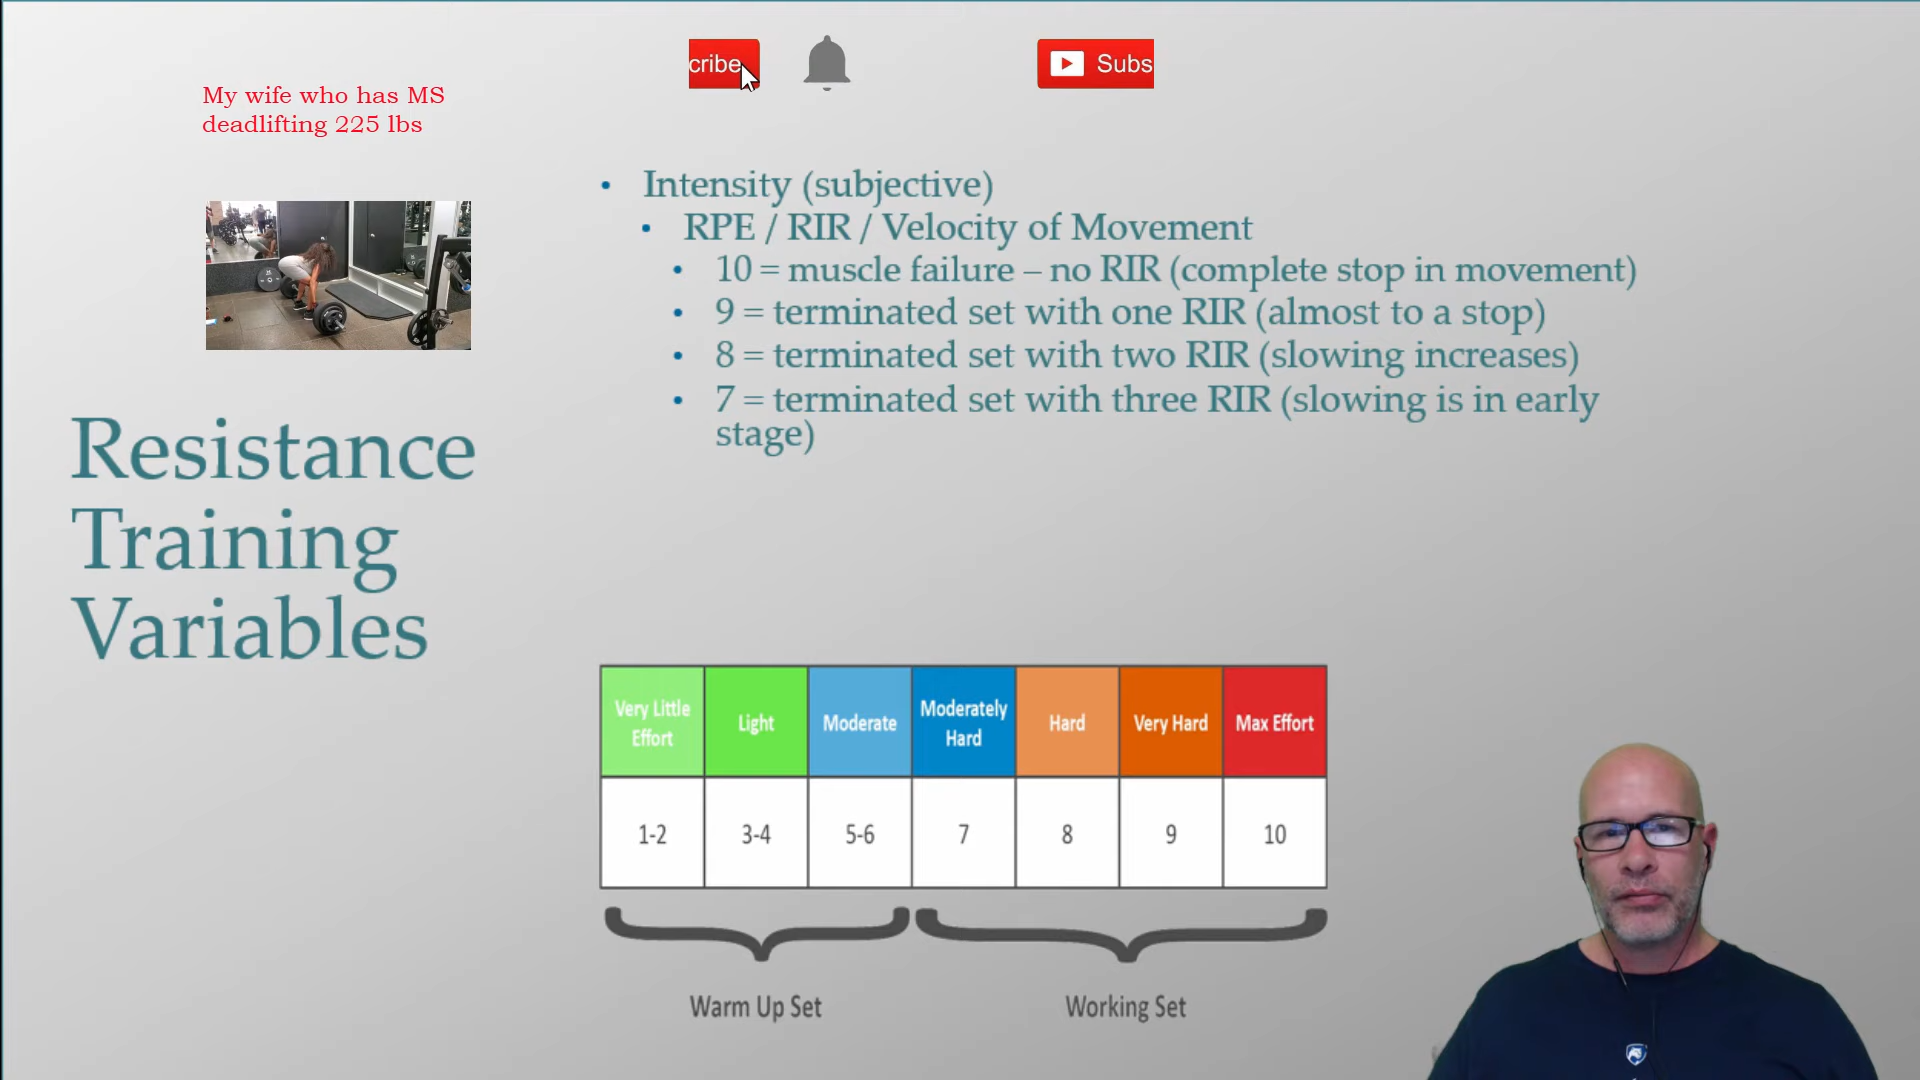 cribe
Subs
My wife who has MS
deadlifting 225 lbs
• Intensity (subjective)
• RPE / RIR / Velocity of Movement
• 10 = muscle failure – no RIR (complete stop in movement)
• 9 = terminated set with one RIR (almost to a stop)
• 8 = terminated set with two RIR (slowing increases)
• 7 = terminated set with three RIR (slowing is in early
stage)
Resistance
Training
Variables
Very Little
Effort
Light
Moderate
Moderately
Hard
Hard
Very Hard
Max Effort
1-2
3-4
5-6
7
8
9
10
Warm Up Set
Working Set